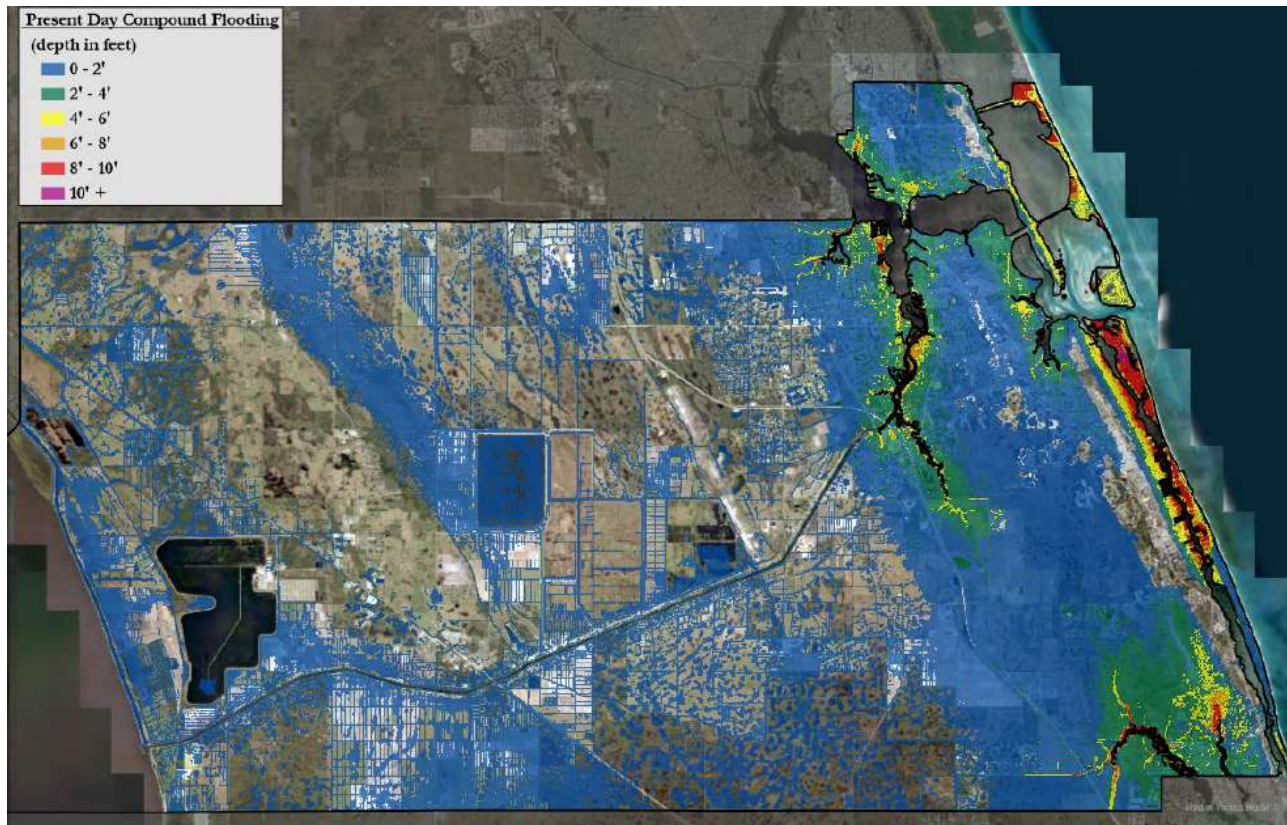 Present Day Compound Flooding
(depth in feet)
0 - 2'
2' - 4'
4' - 6'
6' - 8'
8' - 10'
10' +